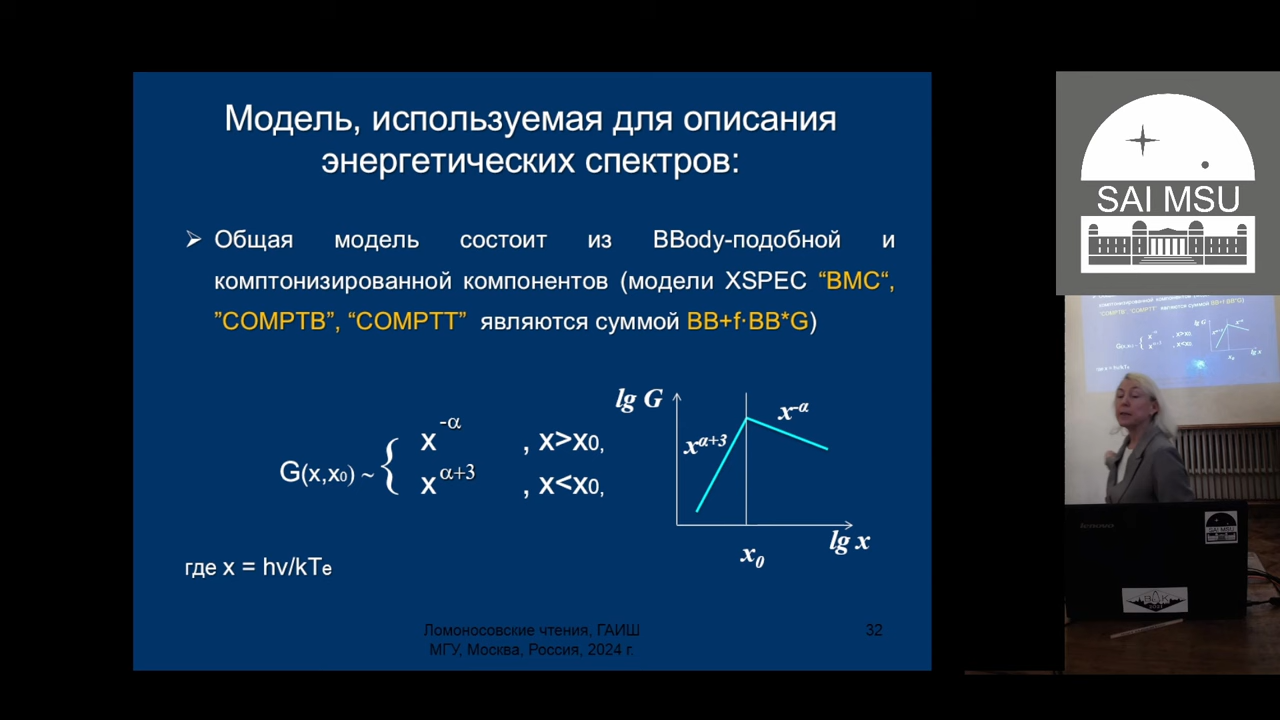 Модель, используемая для описания
энергетических спектров:
➢ Общая модель состоит из BBody-подобной и
комптонизированной компонентов (модели XSPEC “BMC“,
”COMPTB”, “COMPTT” являются суммой BB+f·BB*G)
G(x,x0) ~ {
x^-α , x>x0,
x^α+3 , x<x0,
lg G
x^α+3
x^-α
lg x
x0
где x = hν/kTe
Ломоносовские чтения, ГАИШ
МГУ, Москва, Россия, 2024 г.
32
SAI MSU
SAI MSU